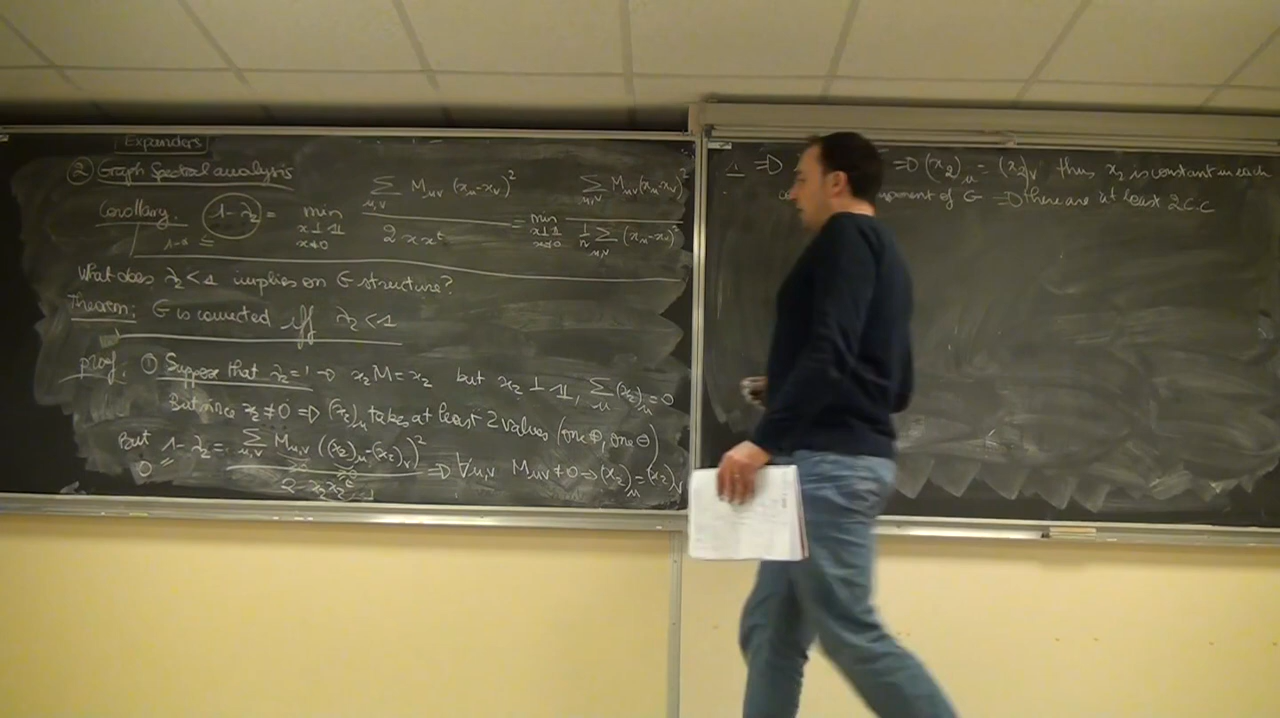 Expanders
② Graph Spectral analysis
Corollary. 1-λ₂ = min x⊥𝟙 x≠0 Σ u,v M_uv (x_u-x_v)² / 2xxᵗ = min x⊥𝟙 x≠0 Σ u,v M_uv (x_u-x_v)² / 1/n Σ u,v (x_u-x_v)²
What does λ₂<1 implies on G structure?
Theorem: G is connected iff λ₂<1
proof. ① Suppose that λ₂=1 → x₂M=x₂ but x₂⊥𝟙, Σ u (x₂)_u=0
But since x₂≠0 ⇒ (x₂)_u takes at least 2 values (one ⊕, one ⊖)
But 1-λ₂= Σ u,v M_u,v ((x₂)_u-(x₂)_v)² / 2 x₂x₂ᵗ ⇒ ∀u,v M_uv≠0 ⇒ (x₂)_u=(x₂)_v
0 =
⇒ ⇒ (x₂)_u = (x₂)_v thus x₂ is constant in each
of G ⇒ there are at least 2 C.C